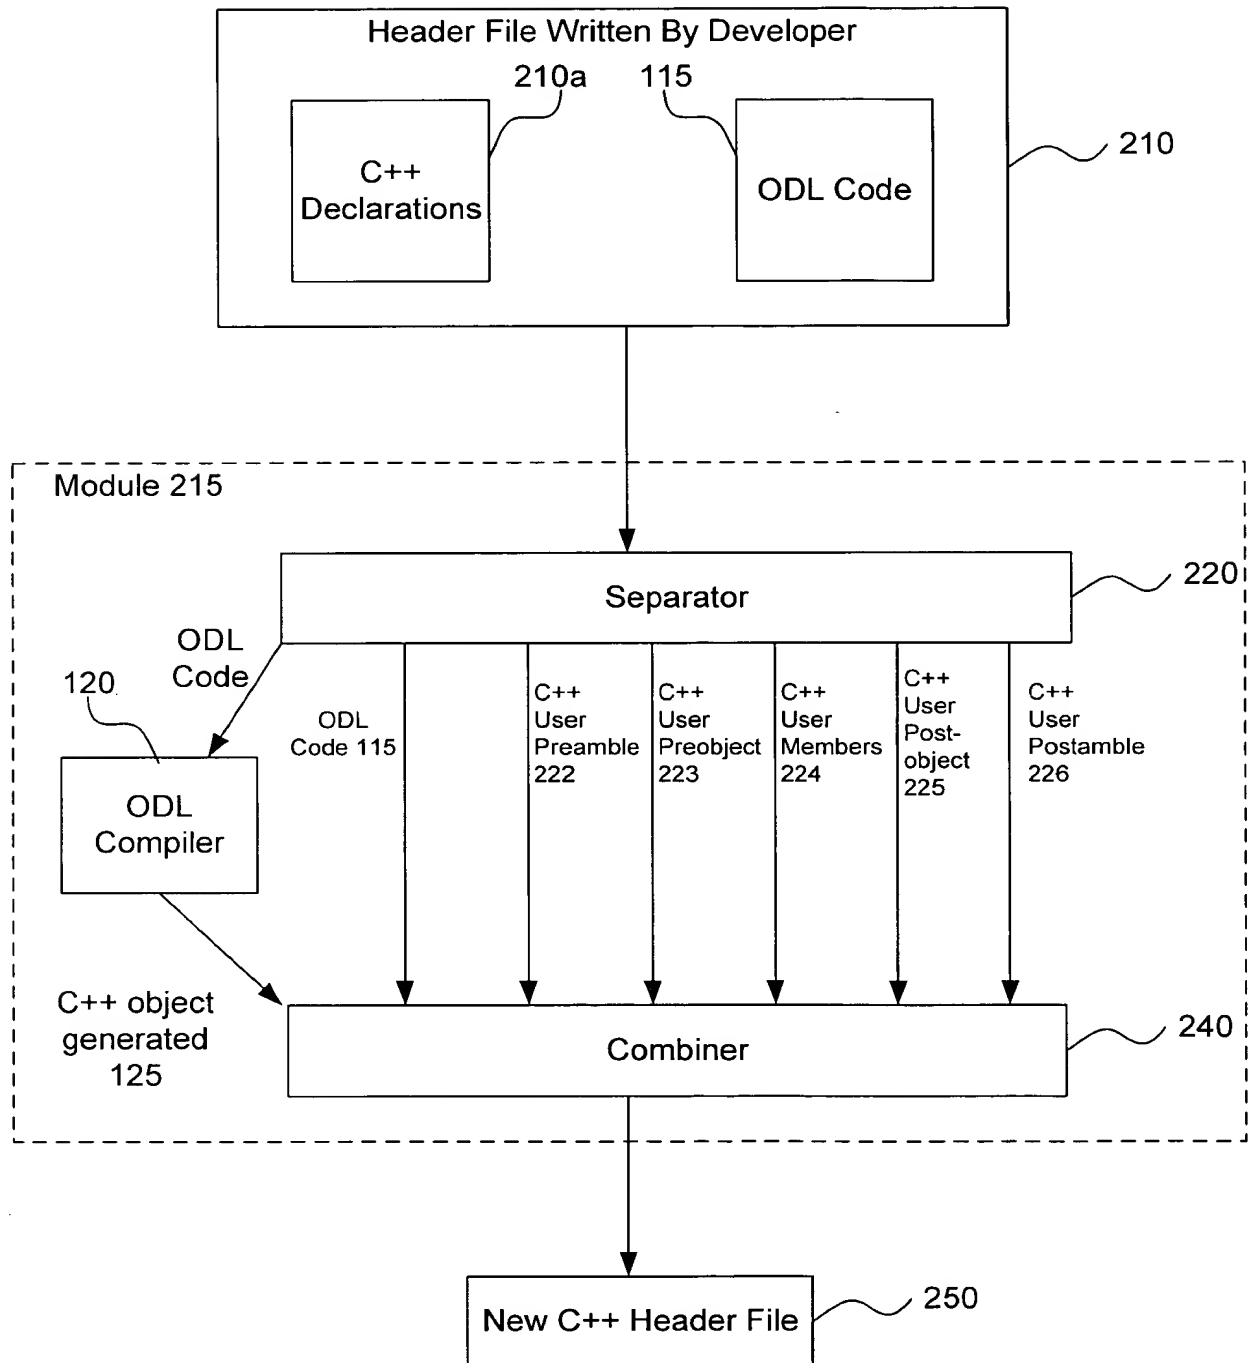 Header File Written By Developer
210a
115
C++
Declarations
ODL Code
210
Module 215
Separator
220
ODL
Code
120
ODL
Code 115
C++
User
Preamble
222
C++
User
Preobject
223
C++
User
Members
224
C++
User
Post-
object
225
C++
User
Postamble
226
ODL
Compiler
C++ object
generated
125
Combiner
240
New C++ Header File
250